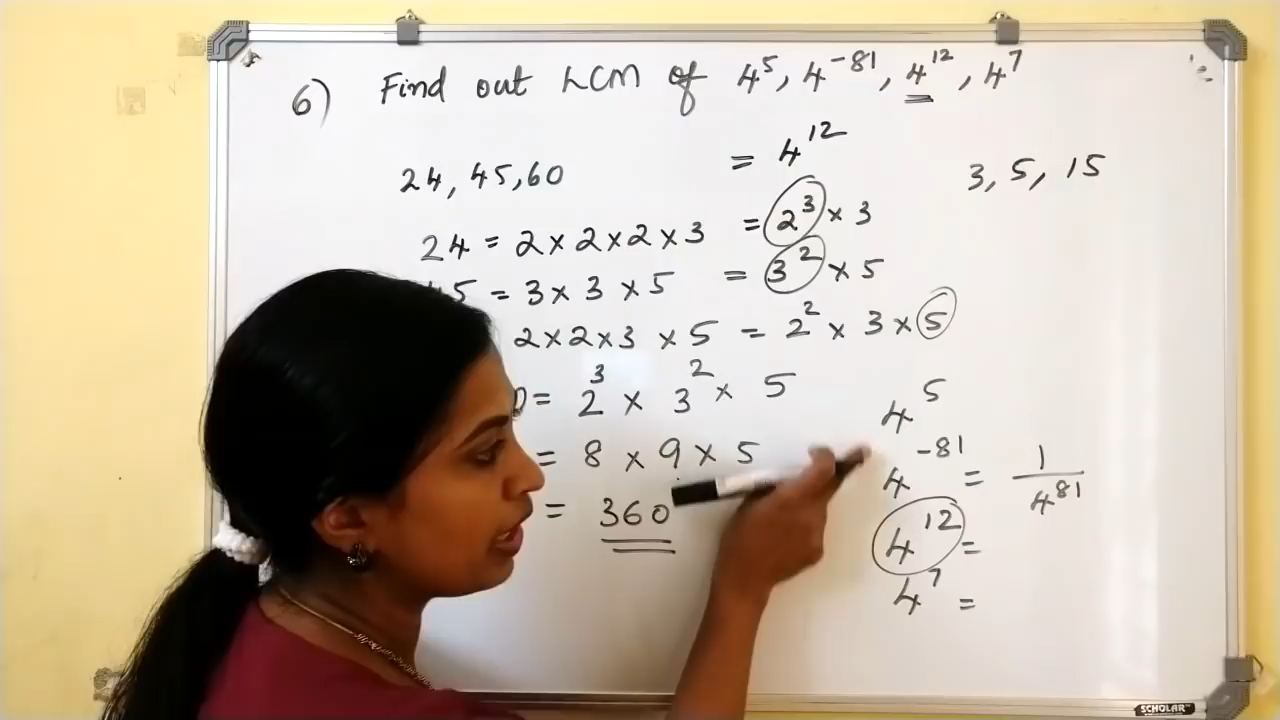 6) Find out LCM of 4⁵, 4⁻⁸¹, 4¹², 4⁷
= 4¹²
24, 45, 60
3, 5, 15
24 = 2 × 2 × 2 × 3 = 2³ × 3
5 = 3 × 3 × 5 = 3² × 5
2 × 2 × 3 × 5 = 2² × 3 × 5
= 2³ × 3² × 5
= 8 × 9 × 5
= 360
4⁵
4⁻⁸¹ = 1/4⁸¹
4¹² =
4⁷ =
SCHOLAR